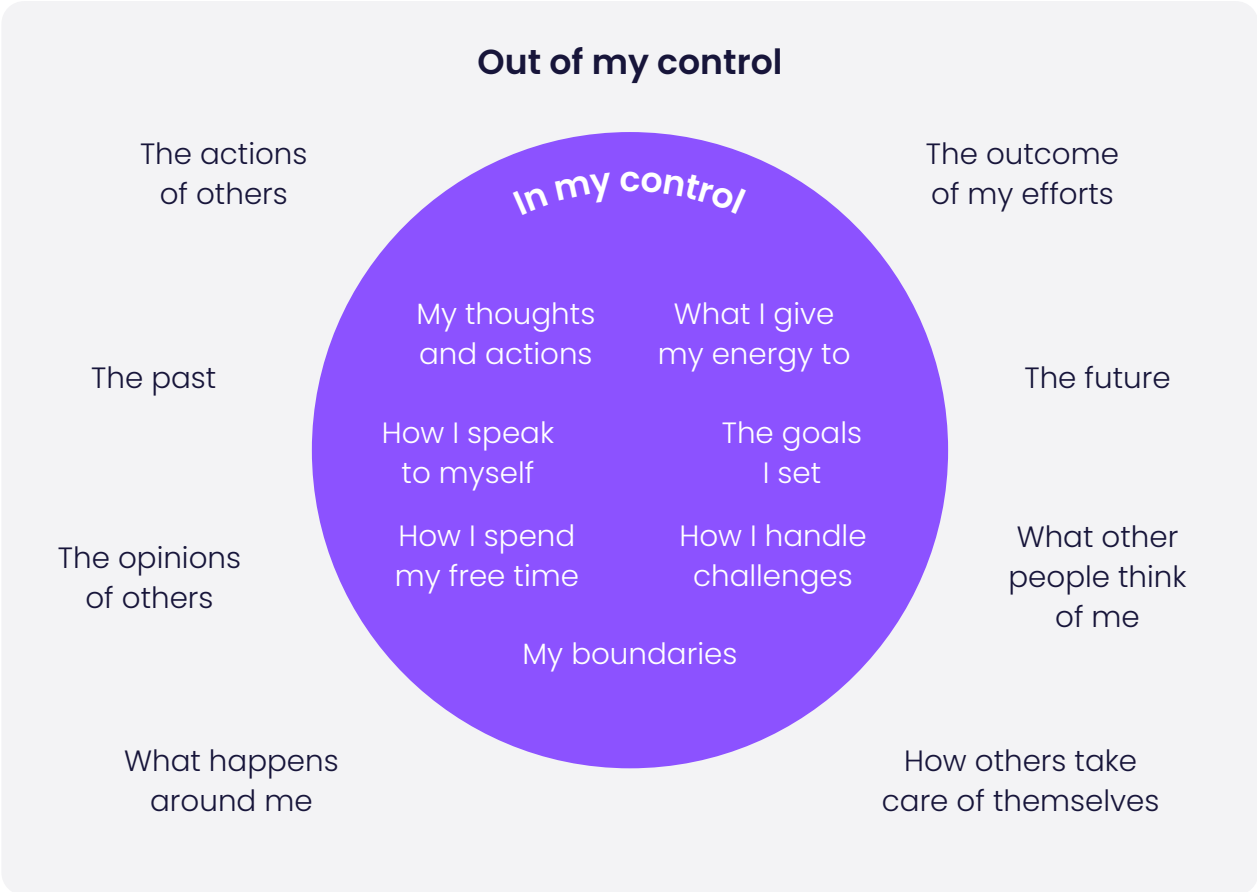 Out of my control
The actions
of others
The outcome
of my efforts
In my control
My thoughts
and actions
What I give
my energy to
The past
The future
How I speak
to myself
The goals
I set
How I spend
my free time
How I handle
challenges
The opinions
of others
What other
people think
of me
My boundaries
What happens
around me
How others take
care of themselves